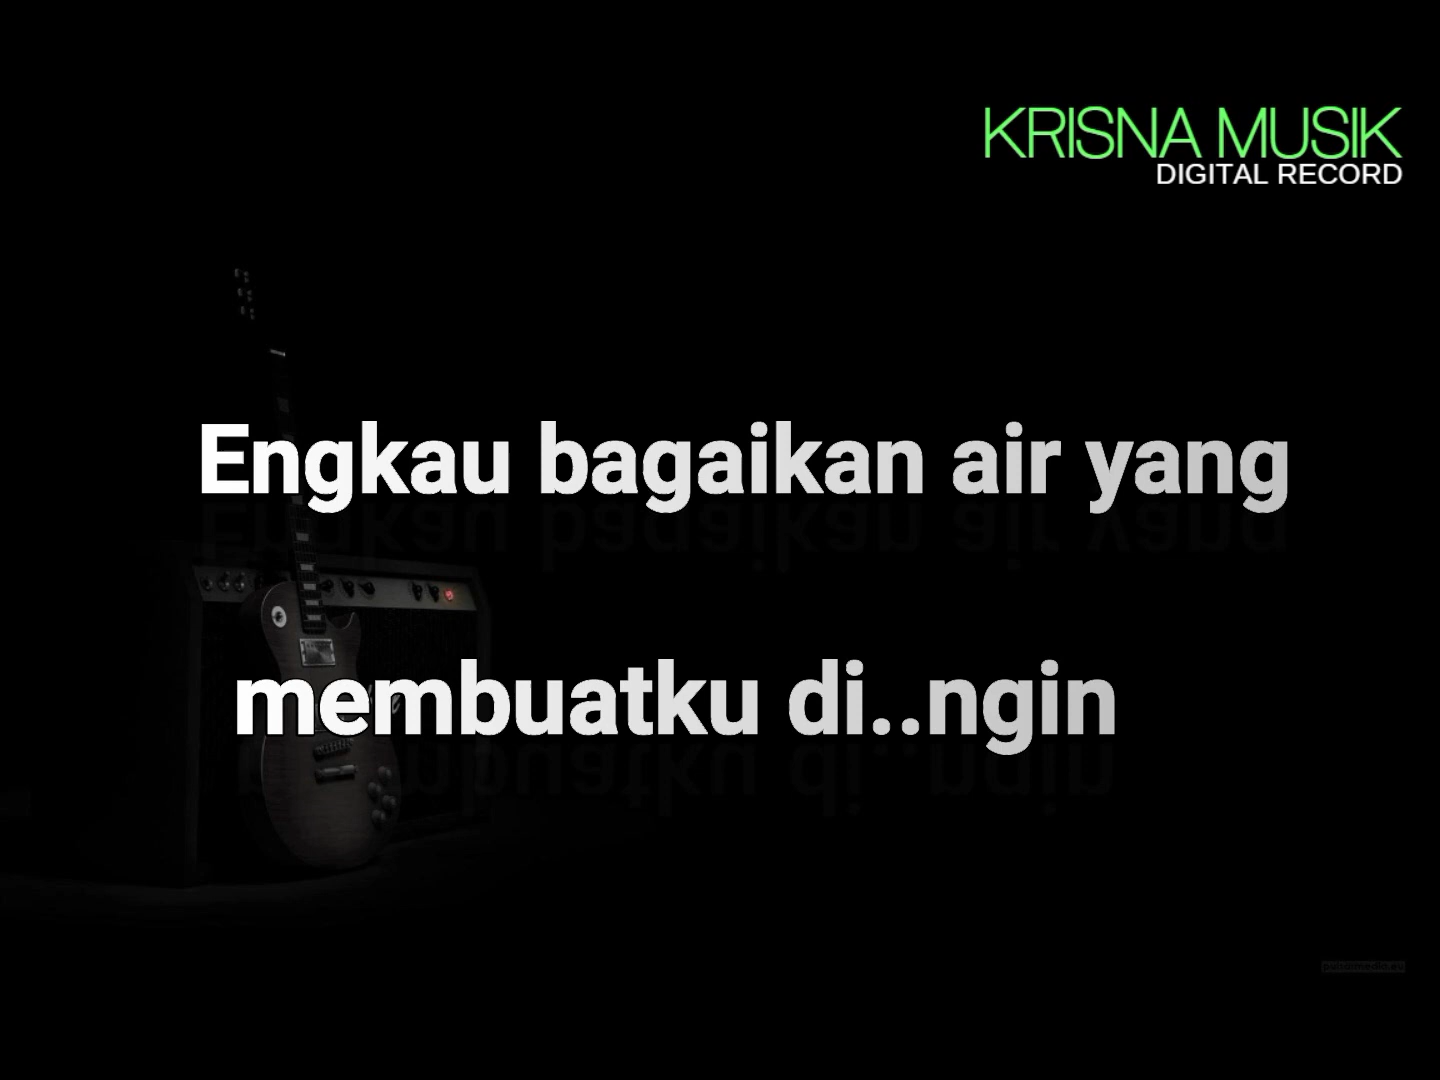 KRISNA MUSIK
DIGITAL RECORD
Engkau bagaikan air yang
membuatku di..ngin